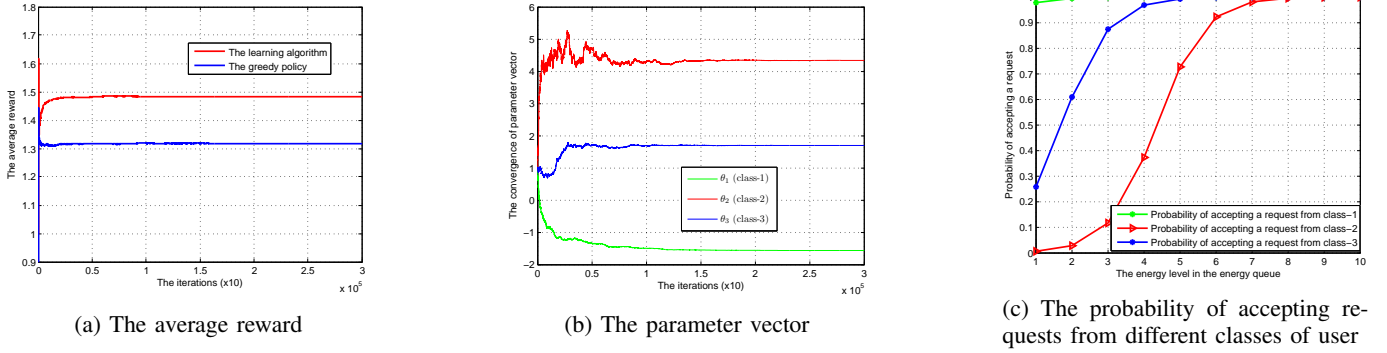 1.8
1.7
1.6
1.5
1.4
1.3
1.2
1.1
1
0.9
The average reward
The learning algorithm
The greedy policy
0 0.5 1 1.5 2 2.5 3
The iterations (x10)
x 10^5
(a) The average reward
6
5
4
3
2
1
0
−1
−2
The convergence of parameter vector
θ₁ (class-1)
θ₂ (class-2)
θ₃ (class-3)
0 0.5 1 1.5 2 2.5 3
The iterations (x10)
x 10^5
(b) The parameter vector
0.9
0.8
0.7
0.6
0.5
0.4
0.3
0.2
0.1
0
Probability of accepting a request
Probability of accepting a request from class−1
Probability of accepting a request from class−2
Probability of accepting a request from class−3
1 2 3 4 5 6 7 8 9 10
The energy level in the energy queue
(c) The probability of accepting re-
quests from different classes of user